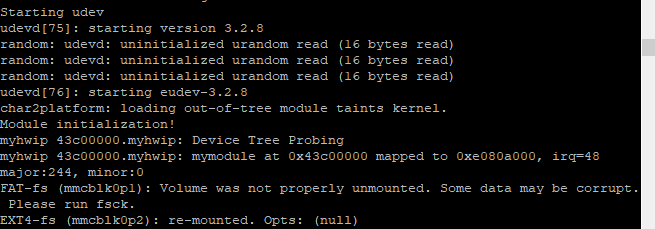 Starting udev
udevd[75]: starting version 3.2.8
random: udevd: uninitialized urandom read (16 bytes read)
random: udevd: uninitialized urandom read (16 bytes read)
random: udevd: uninitialized urandom read (16 bytes read)
udevd[76]: starting eudev-3.2.8
char2platform: loading out-of-tree module taints kernel.
Module initialization!
myhwip 43c00000.myhwip: Device Tree Probing
myhwip 43c00000.myhwip: mymodule at 0x43c00000 mapped to 0xe080a000, irq=48
major:244, minor:0
FAT-fs (mmcblk0p1): Volume was not properly unmounted. Some data may be corrupt.
 Please run fsck.
EXT4-fs (mmcblk0p2): re-mounted. Opts: (null)